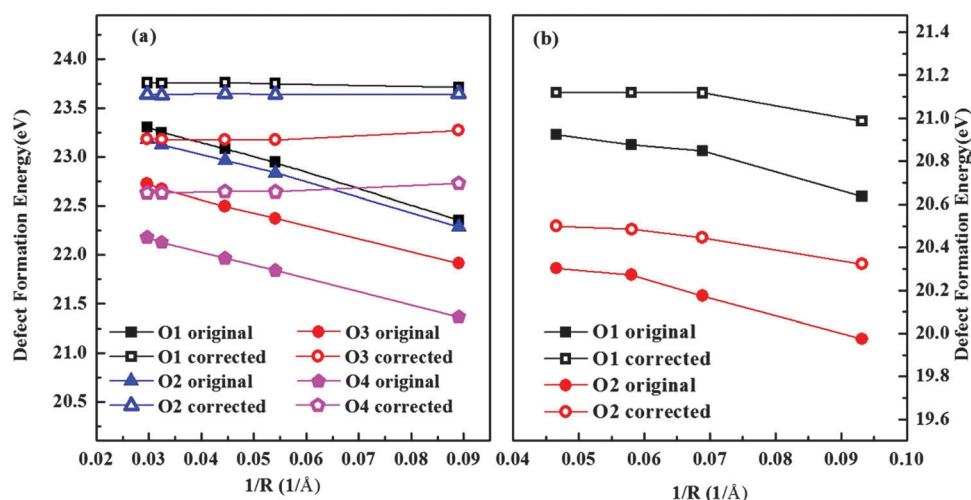 (a)
Defect Formation Energy(eV)
24.0
23.5
23.0
22.5
22.0
21.5
21.0
20.5
O1 original
O1 corrected
O2 original
O2 corrected
O3 original
O3 corrected
O4 original
O4 corrected
0.02 0.03 0.04 0.05 0.06 0.07 0.08 0.09
1/R (1/Å)
(b)
21.4
21.2
21.0
20.8
20.6
20.4
20.2
20.0
19.8
19.6
Defect Formation Energy(eV)
O1 original
O1 corrected
O2 original
O2 corrected
0.04 0.05 0.06 0.07 0.08 0.09 0.10
1/R (1/Å)